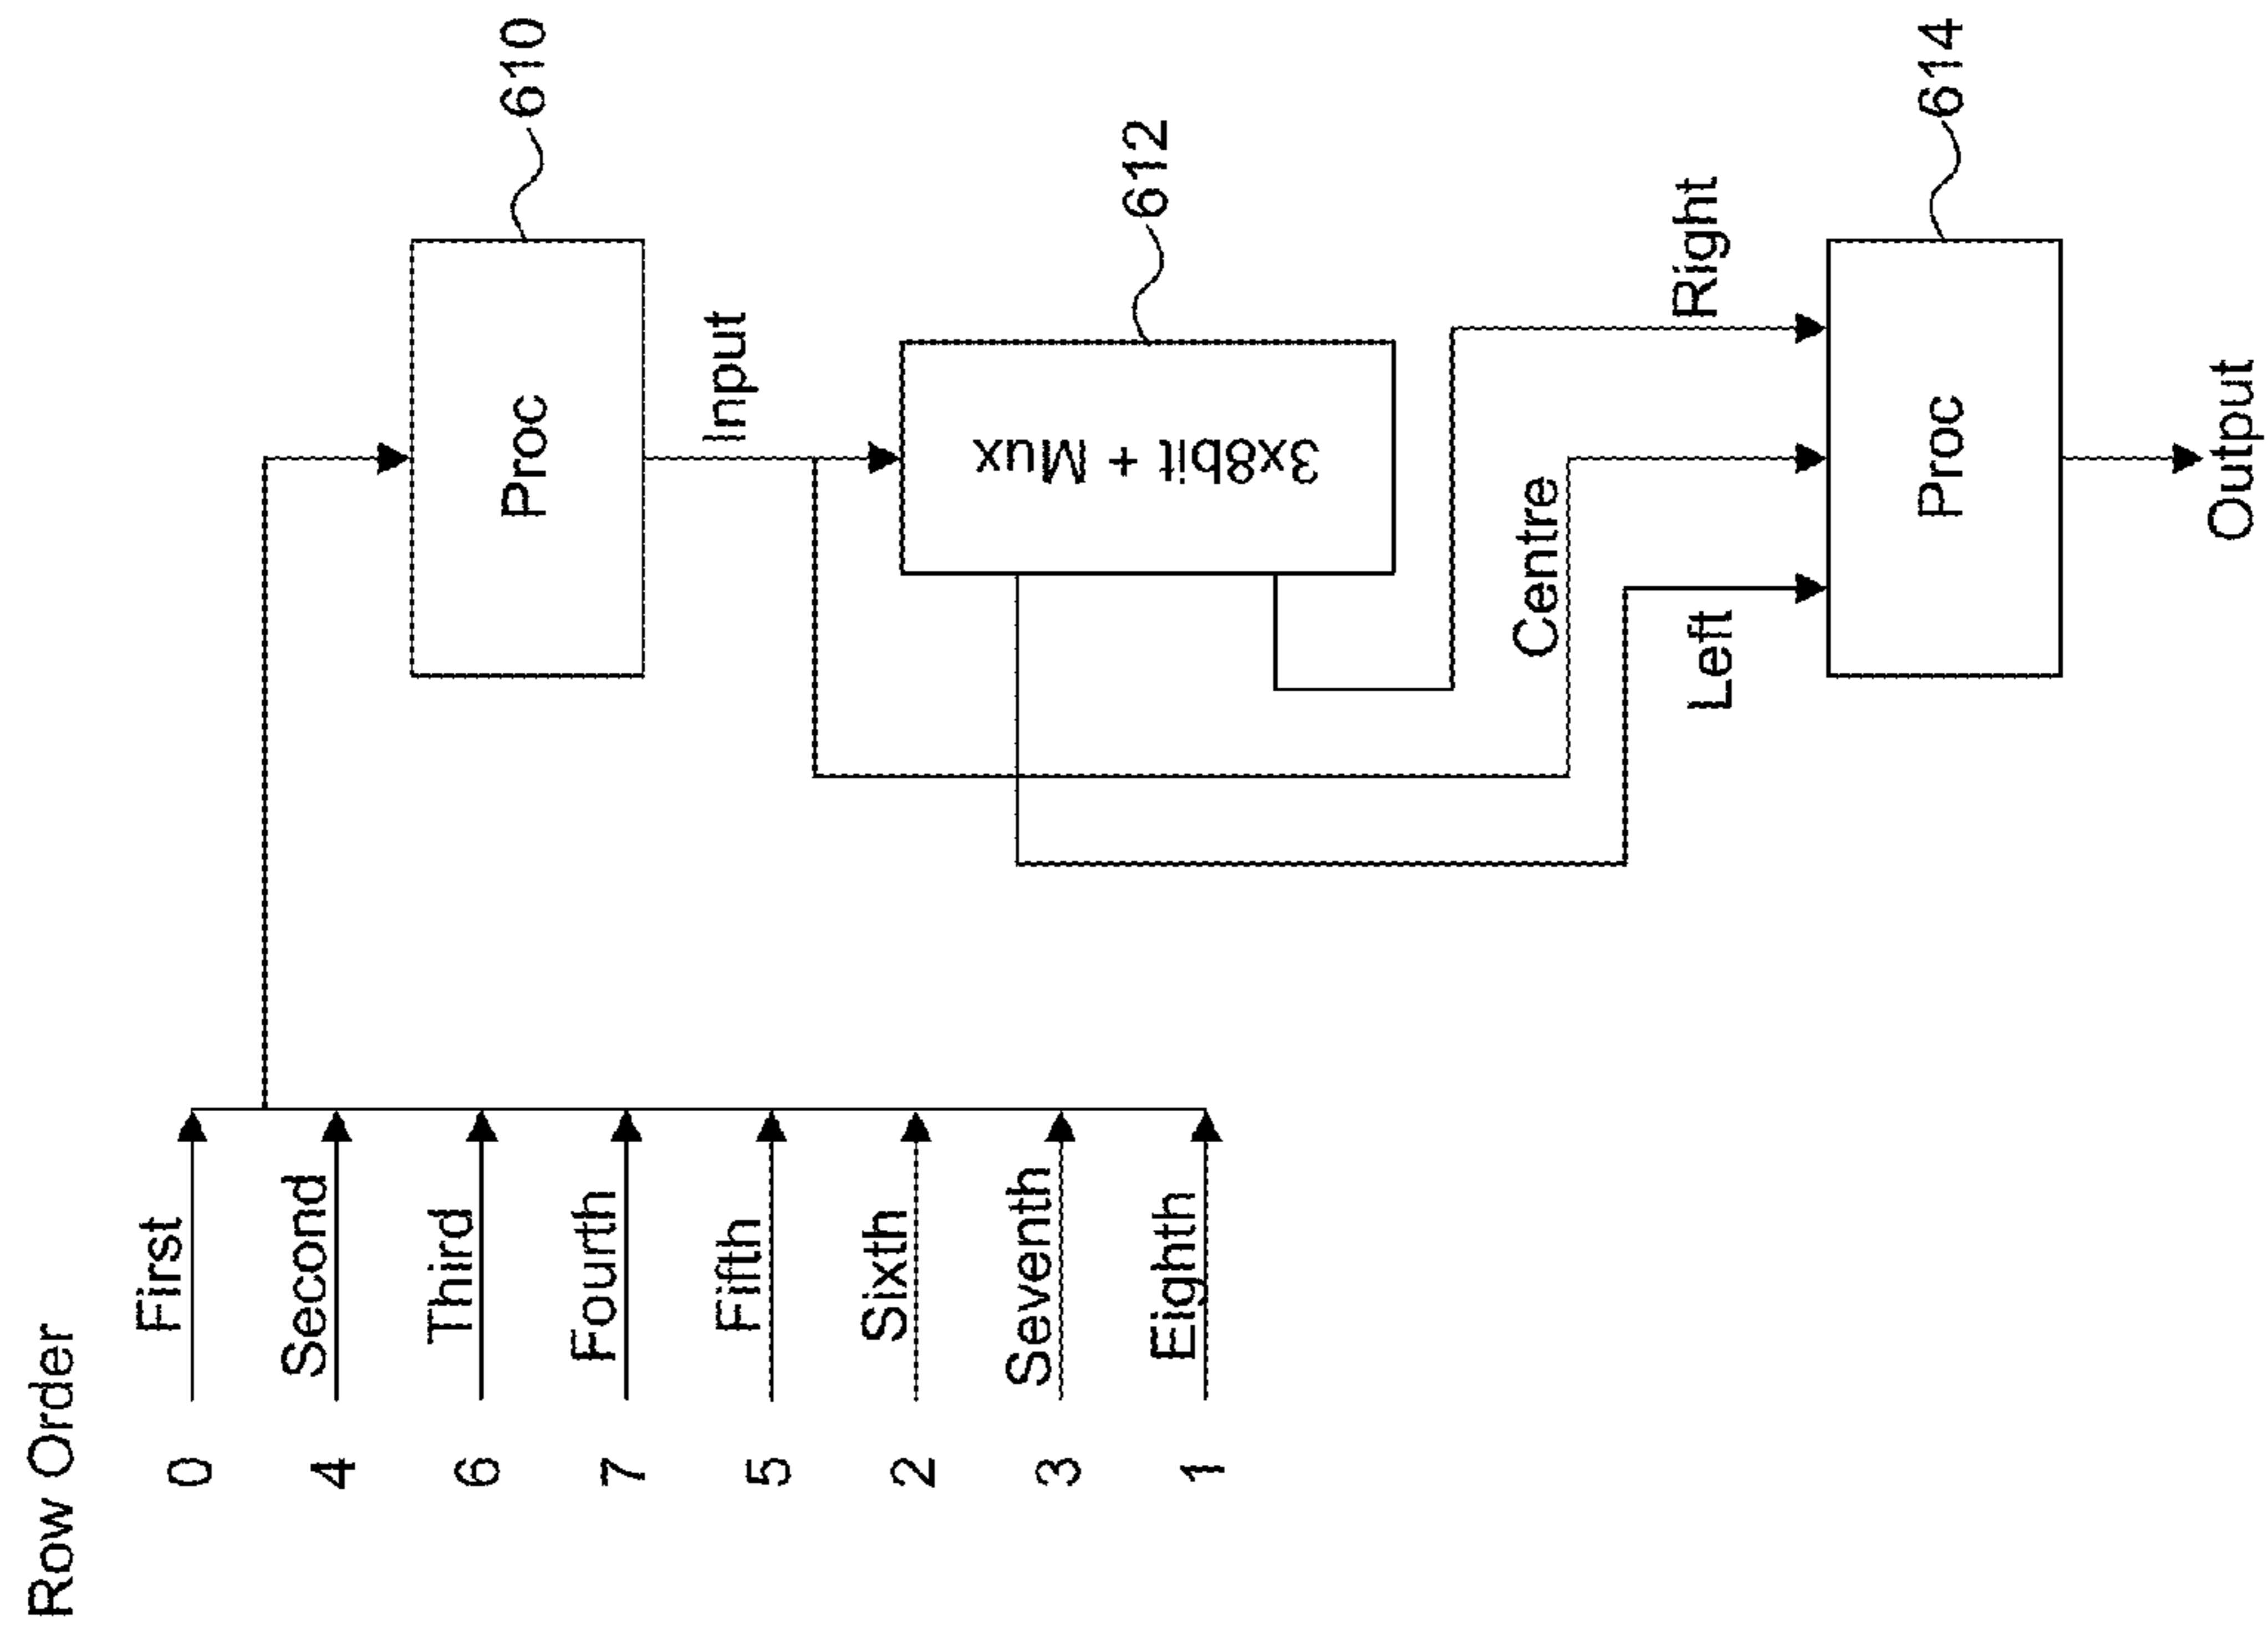 Row Order
0 First
4 Second
6 Third
7 Fourth
5 Fifth
2 Sixth
3 Seventh
1 Eighth
Proc
610
Input
3x8bit + Mux
612
Centre
Left
Right
Proc
614
Output